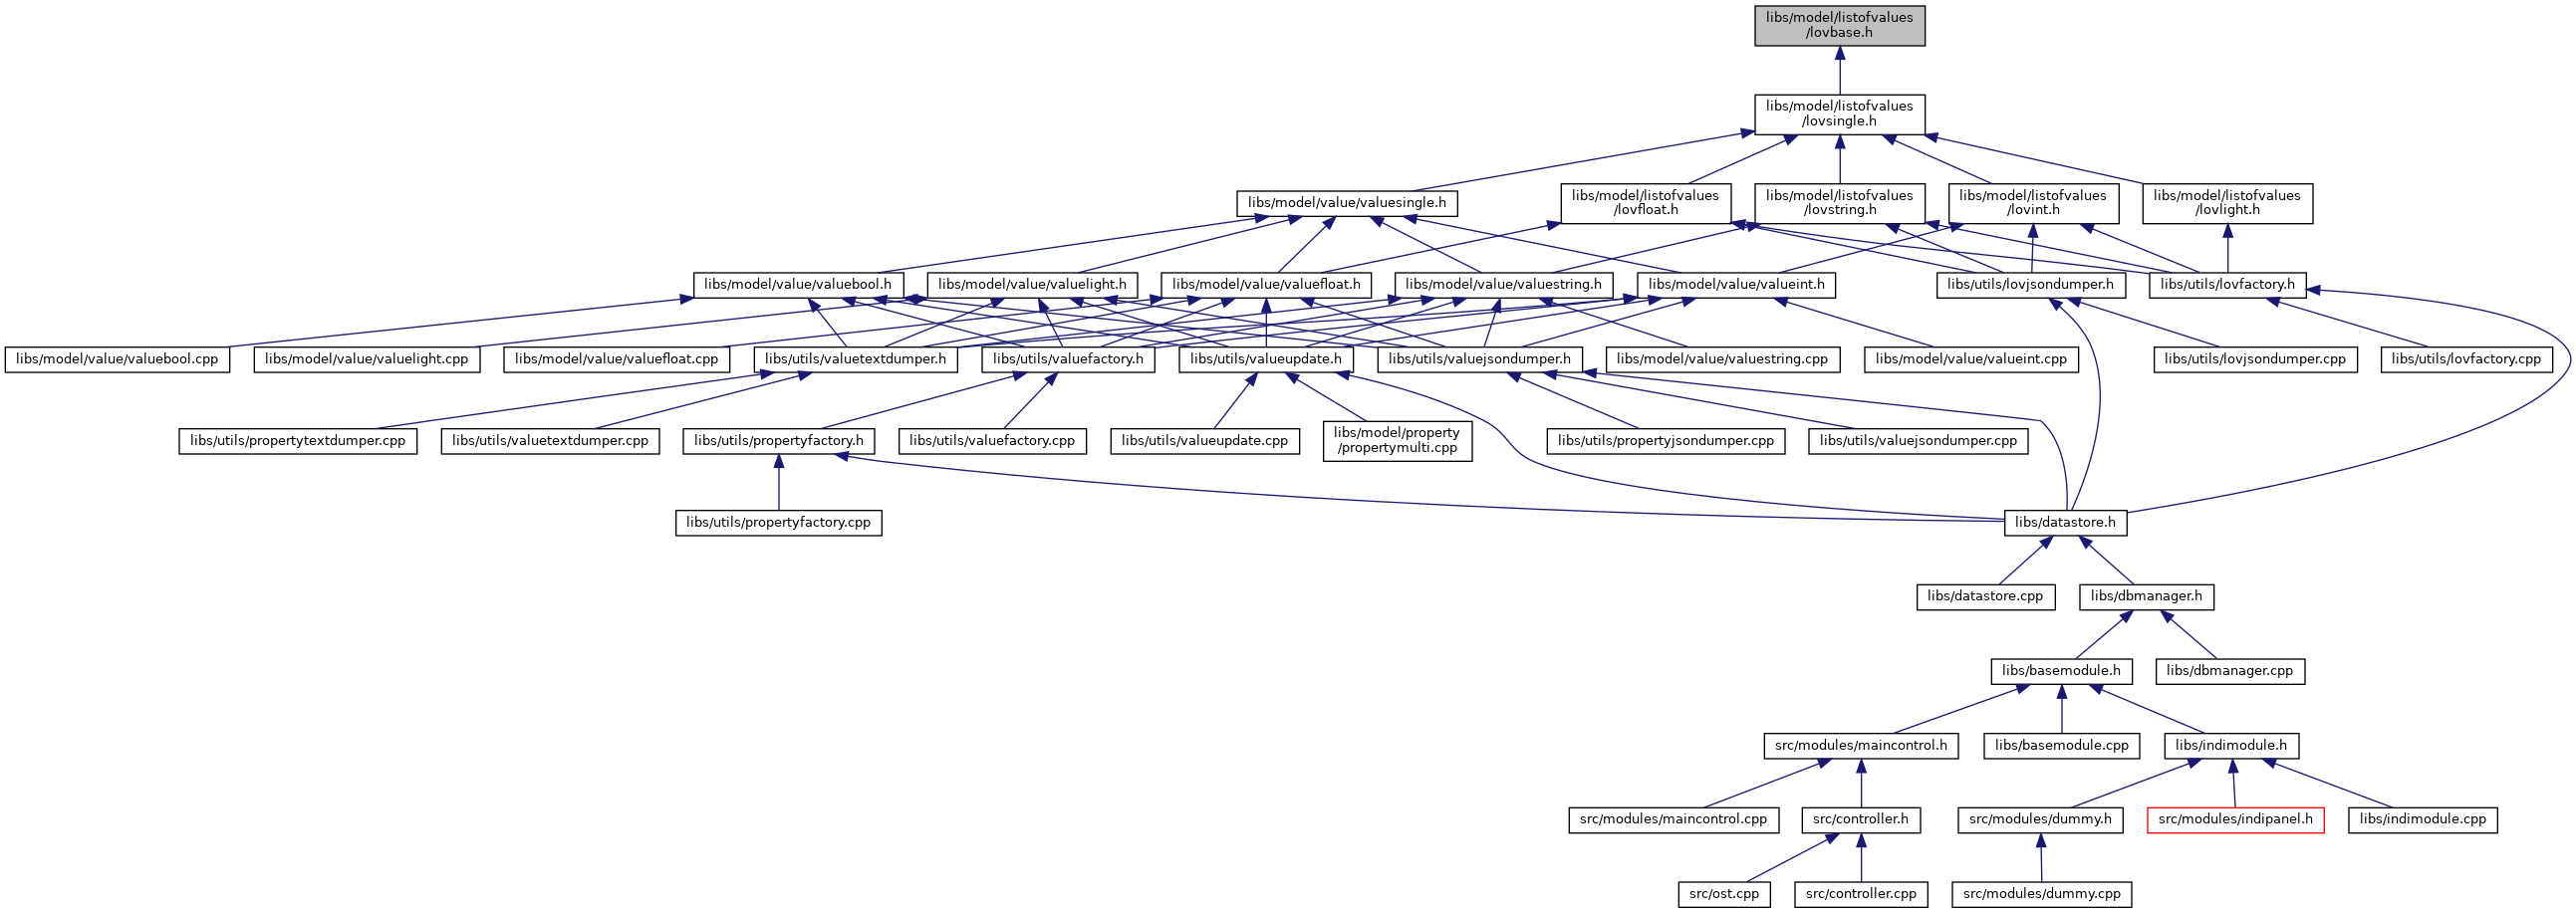 libs/model/listofvalues
/lovbase.h
libs/model/listofvalues
/lovsingle.h
libs/model/value/valuesingle.h
libs/model/listofvalues
/lovfloat.h
libs/model/listofvalues
/lovstring.h
libs/model/listofvalues
/lovint.h
libs/model/listofvalues
/lovlight.h
libs/model/value/valuebool.h
libs/model/value/valuelight.h
libs/model/value/valuefloat.h
libs/model/value/valuestring.h
libs/model/value/valueint.h
libs/utils/lovjsondumper.h
libs/utils/lovfactory.h
libs/model/value/valuebool.cpp
libs/model/value/valuelight.cpp
libs/model/value/valuefloat.cpp
libs/utils/valuetextdumper.h
libs/utils/valuefactory.h
libs/utils/valueupdate.h
libs/utils/valuejsondumper.h
libs/model/value/valuestring.cpp
libs/model/value/valueint.cpp
libs/utils/lovjsondumper.cpp
libs/utils/lovfactory.cpp
libs/utils/propertytextdumper.cpp
libs/utils/valuetextdumper.cpp
libs/utils/propertyfactory.h
libs/utils/valuefactory.cpp
libs/utils/valueupdate.cpp
libs/model/property
/propertymulti.cpp
libs/utils/propertyjsondumper.cpp
libs/utils/valuejsondumper.cpp
libs/utils/propertyfactory.cpp
libs/datastore.h
libs/datastore.cpp
libs/dbmanager.h
libs/basemodule.h
libs/dbmanager.cpp
src/modules/maincontrol.h
libs/basemodule.cpp
libs/indimodule.h
src/modules/maincontrol.cpp
src/controller.h
src/modules/dummy.h
src/modules/indipanel.h
libs/indimodule.cpp
src/ost.cpp
src/controller.cpp
src/modules/dummy.cpp